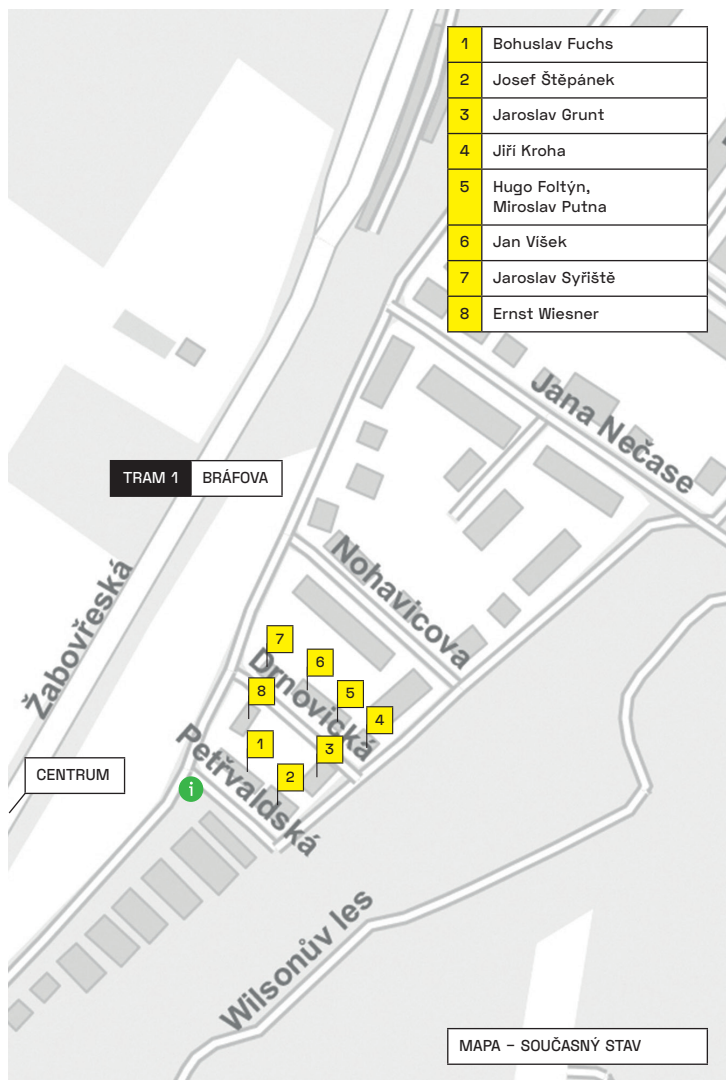 1 Bohuslav Fuchs
2 Josef Štěpánek
3 Jaroslav Grunt
4 Jiří Kroha
5 Hugo Foltýn,
Miroslav Putna
6 Jan Víšek
7 Jaroslav Syřiště
8 Ernst Wiesner
Jana Nečase
TRAM 1 BRÁFOVA
Nohavicova
Žabovřeská
7
6
Drnovická
8
5
4
1
3
Petřvaldská
CENTRUM
2
i
Wilsonův les
MAPA – SOUČASNÝ STAV